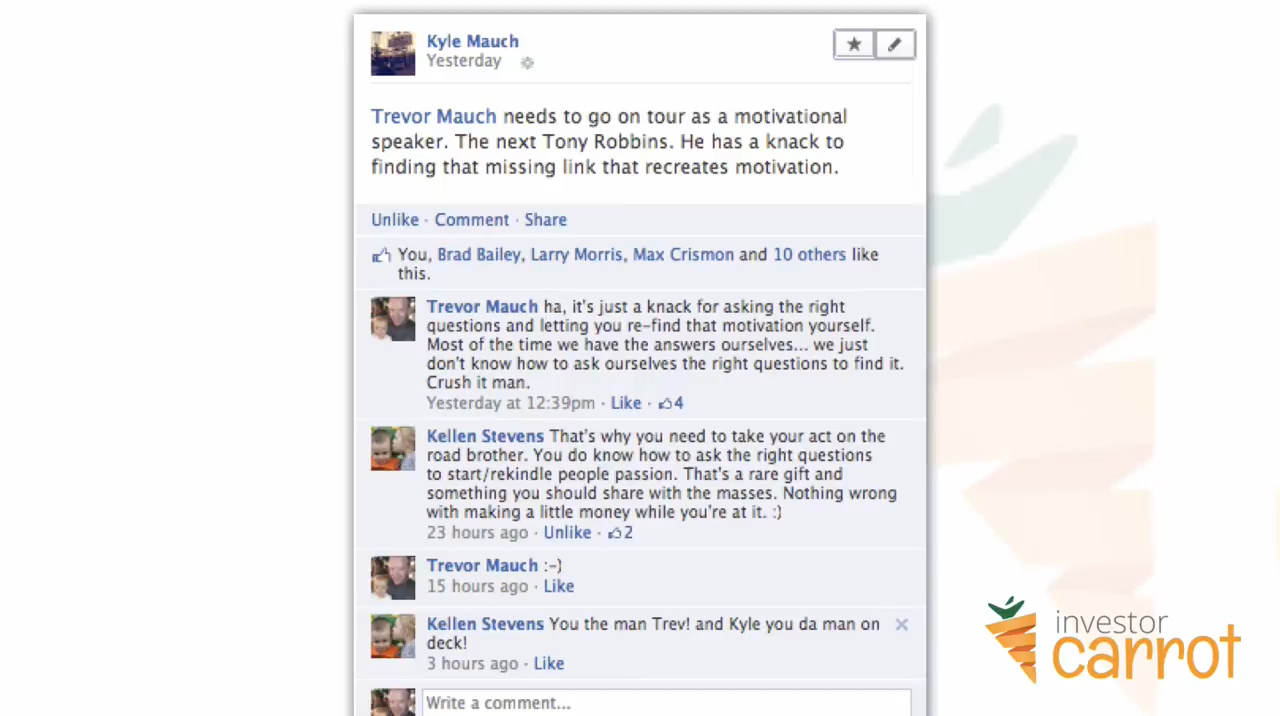 Kyle Mauch
Yesterday
Trevor Mauch needs to go on tour as a motivational
speaker. The next Tony Robbins. He has a knack to
finding that missing link that recreates motivation.
Unlike · Comment · Share
You, Brad Bailey, Larry Morris, Max Crismon and 10 others like
this.
Trevor Mauch ha, it's just a knack for asking the right
questions and letting you re-find that motivation yourself.
Most of the time we have the answers ourselves... we just
don't know how to ask ourselves the right questions to find it.
Crush it man.
Yesterday at 12:39pm · Like · 4
Kellen Stevens That's why you need to take your act on the
road brother. You do know how to ask the right questions
to start/rekindle people passion. That's a rare gift and
something you should share with the masses. Nothing wrong
with making a little money while you're at it. :)
23 hours ago · Unlike · 2
Trevor Mauch :-)
15 hours ago · Like
Kellen Stevens You the man Trev! and Kyle you da man on
deck!
3 hours ago · Like
Write a comment...
investor
carrot